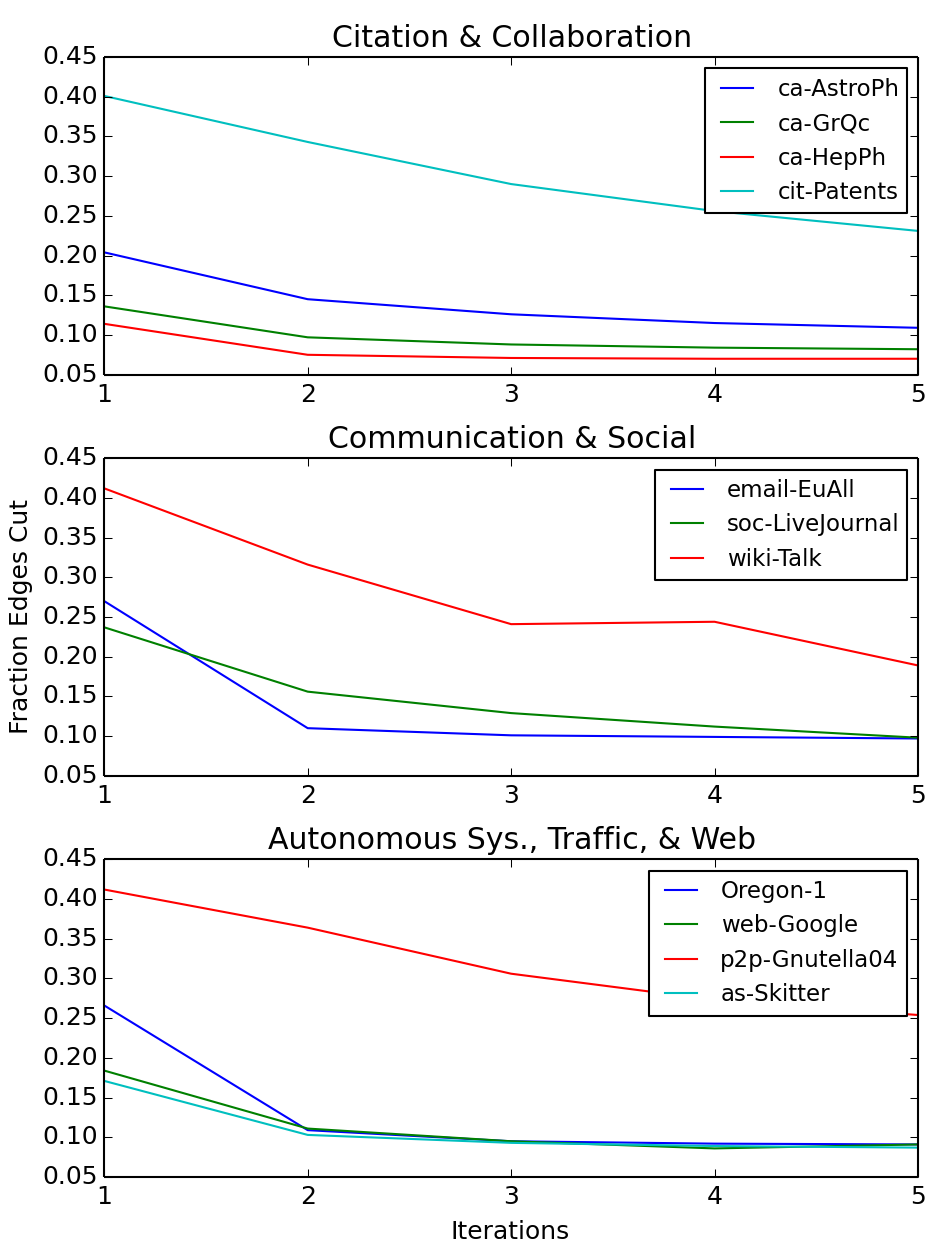 Citation & Collaboration
0.45
0.40
0.35
0.30
0.25
0.20
0.15
0.10
0.05
1 2 3 4 5
ca-AstroPh
ca-GrQc
ca-HepPh
cit-Patents
Communication & Social
Fraction Edges Cut
0.45
0.40
0.35
0.30
0.25
0.20
0.15
0.10
0.05
1 2 3 4 5
email-EuAll
soc-LiveJournal
wiki-Talk
Autonomous Sys., Traffic, & Web
0.45
0.40
0.35
0.30
0.25
0.20
0.15
0.10
0.05
1 2 3 4 5
Oregon-1
web-Google
p2p-Gnutella04
as-Skitter
Iterations